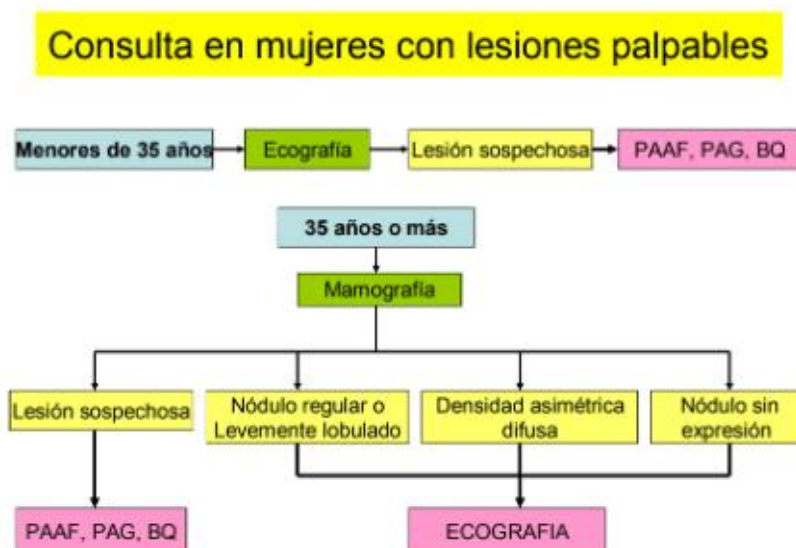 Consulta en mujeres con lesiones palpables
Menores de 35 años
Ecografía
Lesión sospechosa
PAAF, PAG, BQ
35 años o más
Mamografía
Lesión sospechosa
Nódulo regular o
Levemente lobulado
Densidad asimétrica
difusa
Nódulo sin
expresión
PAAF, PAG, BQ
ECOGRAFIA